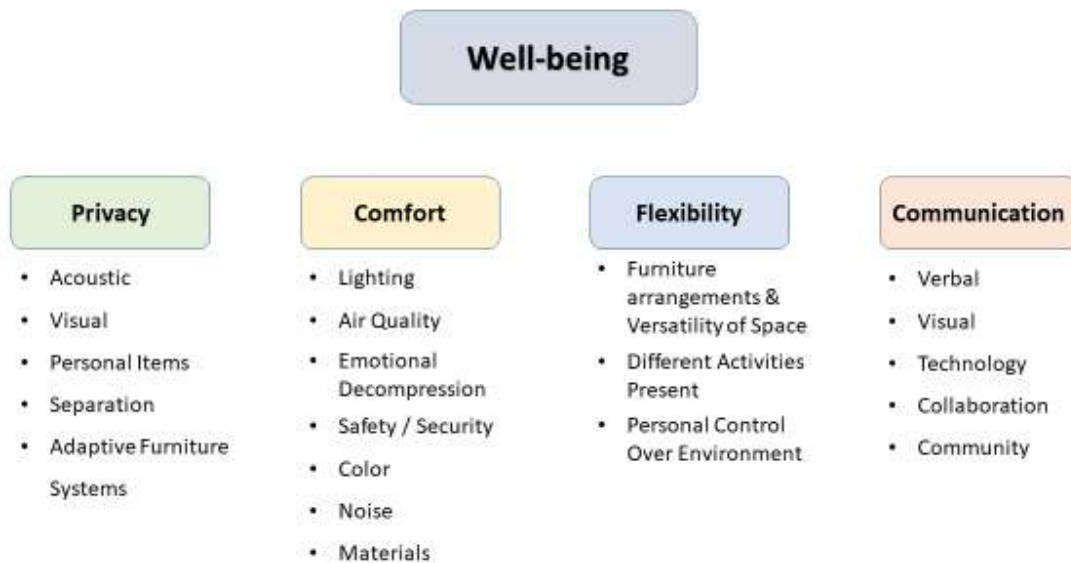 Well-being
Privacy
• Acoustic
• Visual
• Personal Items
• Separation
• Adaptive Furniture
Systems
Comfort
• Lighting
• Air Quality
• Emotional
Decompression
• Safety / Security
• Color
• Noise
• Materials
Flexibility
• Furniture
arrangements &
Versatility of Space
• Different Activities
Present
• Personal Control
Over Environment
Communication
• Verbal
• Visual
• Technology
• Collaboration
• Community